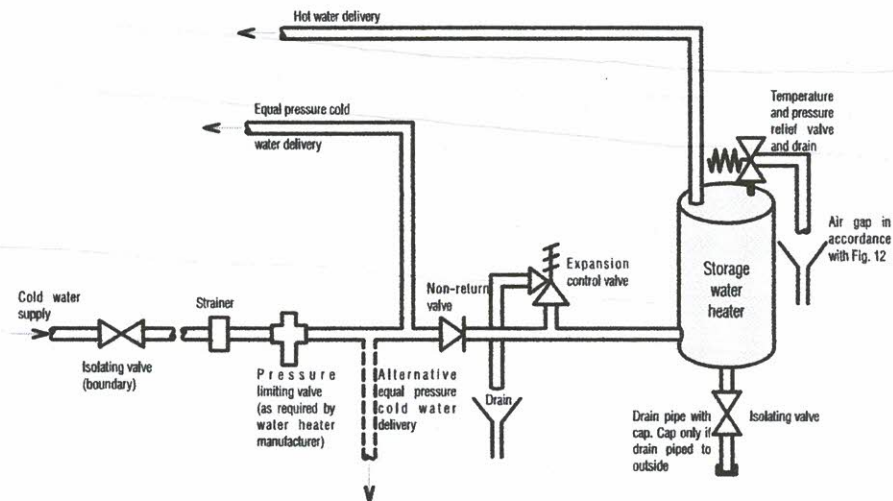 Hot water delivery
Equal pressure cold
water delivery
Temperature
and pressure
relief valve
and drain
Air gap in
accordance
with Fig. 12
Storage
water
heater
Expansion
control valve
Non-return
valve
Cold water
supply
Strainer
Isolating valve
(boundary)
Pressure
limiting valve
(as required by
water heater
manufacturer)
Alternative
equal pressure
cold water
delivery
Drain
Drain pipe with
cap. Cap only if
drain piped to
outside
Isolating valve